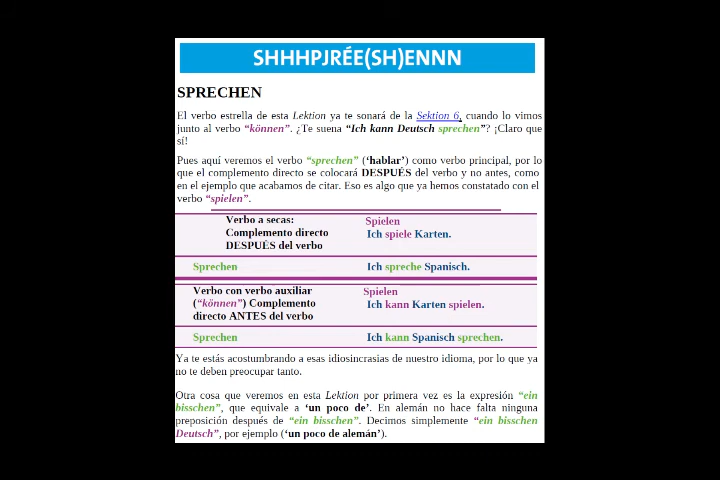 SHHHPJRÉE(SH)ENNN
SPRECHEN
El verbo estrella de esta Lektion ya te sonará de la Sektion 6, cuando lo vimos
junto al verbo “können”. ¿Te suena “Ich kann Deutsch sprechen”? ¡Claro que
sí!
Pues aquí veremos el verbo “sprechen” (‘hablar’) como verbo principal, por lo
que el complemento directo se colocará DESPUÉS del verbo y no antes, como
en el ejemplo que acabamos de citar. Eso es algo que ya hemos constatado con el
verbo “spielen”.
Verbo a secas:
Complemento directo
DESPUÉS del verbo
Spielen
Ich spiele Karten.
Sprechen
Ich spreche Spanisch.
Verbo con verbo auxiliar
(“können”) Complemento
directo ANTES del verbo
Spielen
Ich kann Karten spielen.
Sprechen
Ich kann Spanisch sprechen.
Ya te estás acostumbrando a esas idiosincrasias de nuestro idioma, por lo que ya
no te deben preocupar tanto.
Otra cosa que veremos en esta Lektion por primera vez es la expresión “ein
bisschen”, que equivale a ‘un poco de’. En alemán no hace falta ninguna
preposición después de “ein bisschen”. Decimos simplemente “ein bisschen
Deutsch”, por ejemplo (‘un poco de alemán’).